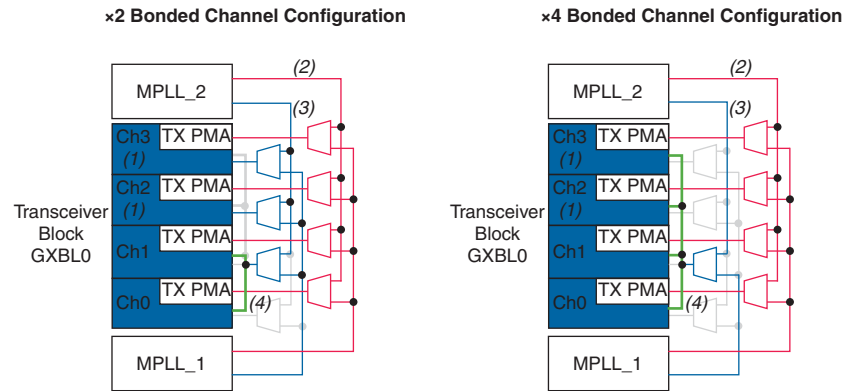 ×2 Bonded Channel Configuration
MPLL_2
(2)
(3)
Ch3
(1)
TX PMA
Ch2
(1)
TX PMA
Transceiver
Block
GXBL0
Ch1
TX PMA
Ch0
TX PMA
(4)
MPLL_1
×4 Bonded Channel Configuration
MPLL_2
(2)
(3)
Ch3
(1)
TX PMA
Ch2
(1)
TX PMA
Transceiver
Block
GXBL0
Ch1
TX PMA
Ch0
TX PMA
(4)
MPLL_1